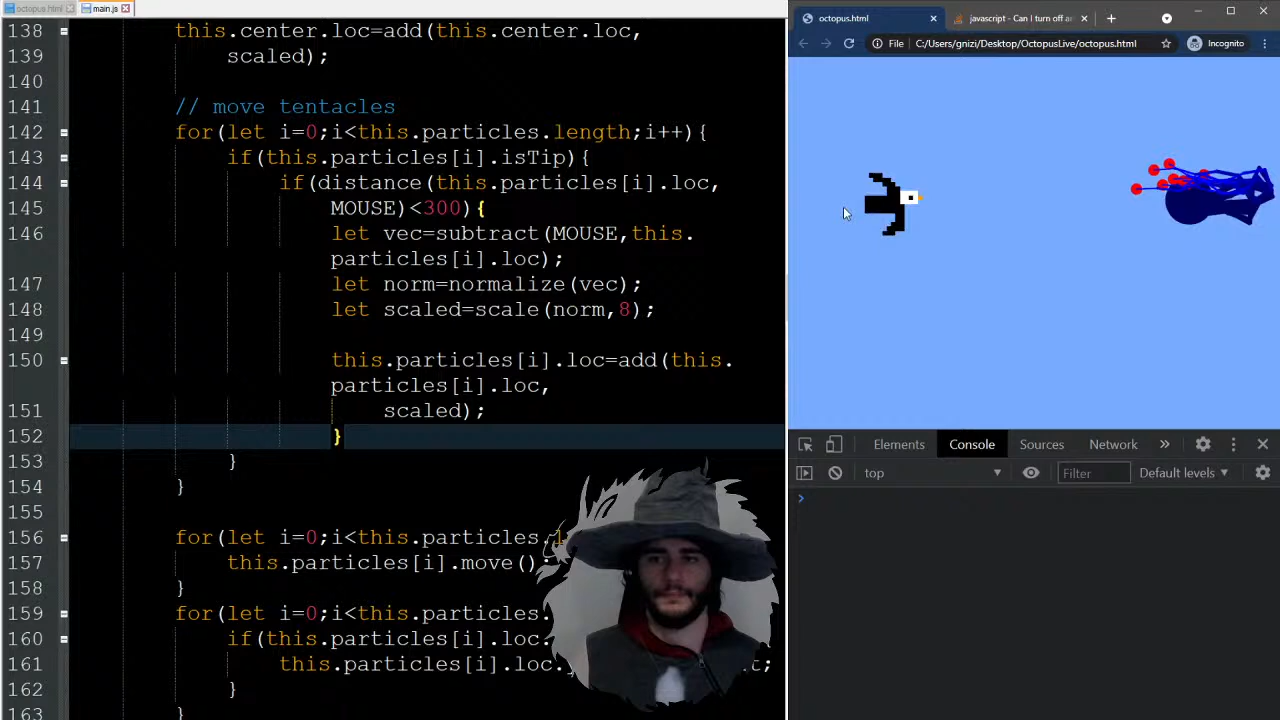 octopus.html
main.js
138 this.center.loc=add(this.center.loc,
139 scaled);
140
141 // move tentacles
142 for(let i=0;i<this.particles.length;i++){
143 if(this.particles[i].isTip){
144 if(distance(this.particles[i].loc,
145 MOUSE)<300){
146 let vec=subtract(MOUSE,this.
particles[i].loc);
147 let norm=normalize(vec);
148 let scaled=scale(norm,8);
149
150 this.particles[i].loc=add(this.
particles[i].loc,
151 scaled);
152 }
153 }
154 }
155
156 for(let i=0;i<this.particles.
157 this.particles[i].move();
158 }
159 for(let i=0;i<this.particles.
160 if(this.particles[i].loc.
161 this.particles[i].loc.
162 }
163 }
octopus.html
javascript - Can I turn off an
File C:/Users/gnizi/Desktop/OctopusLive/octopus.html
Incognito
Elements Console Sources Network
top Filter Default levels